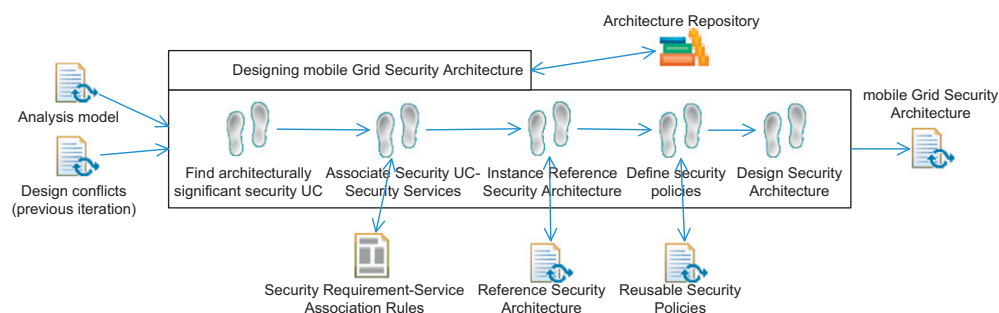 Architecture Repository
Designing mobile Grid Security Architecture
Analysis model
Design conflicts
(previous iteration)
Find architecturally
significant security UC
Associate Security UC-
Security Services
Instance Reference
Security Architecture
Define security
policies
Design Security
Architecture
mobile Grid Security
Architecture
Security Requirement-Service
Association Rules
Reference Security
Architecture
Reusable Security
Policies